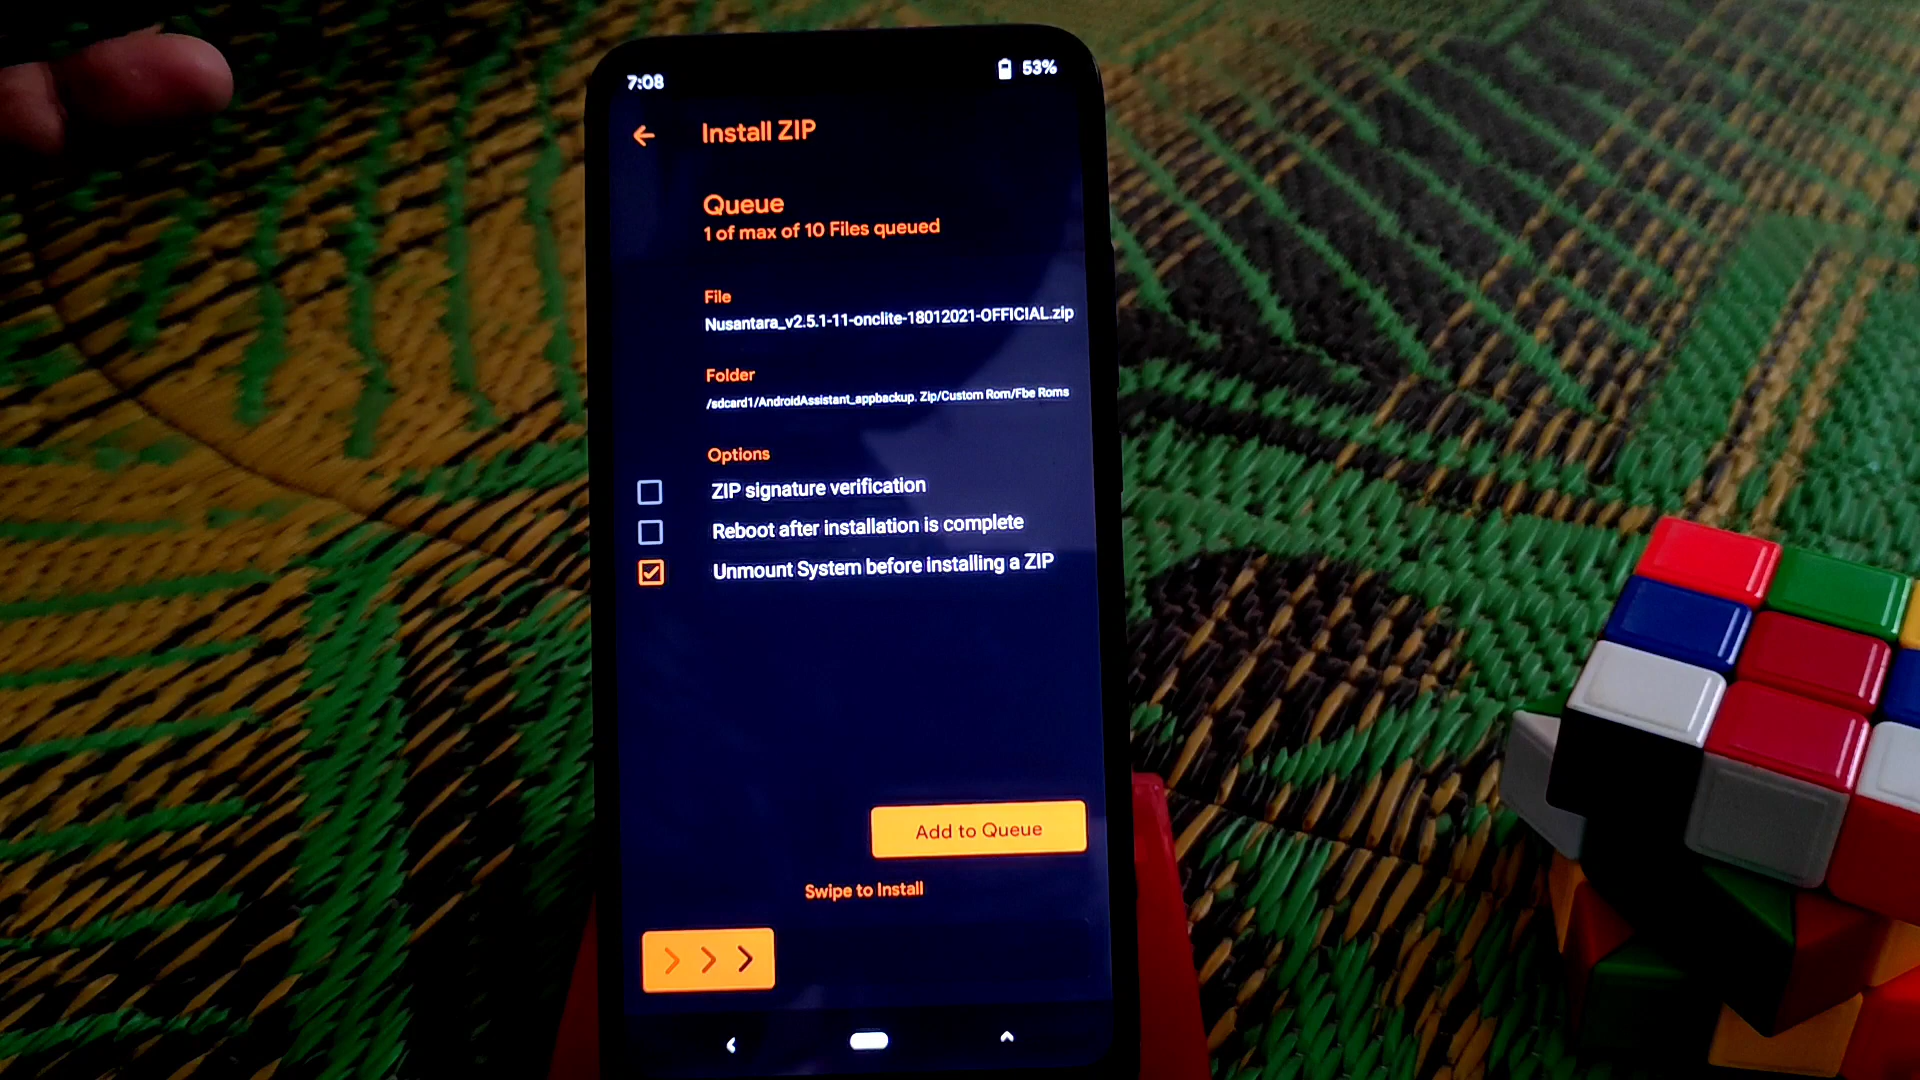 7:08
53%
Install ZIP
Queue
1 of max of 10 Files queued
File
Nusantara_v2.5.1-11-onclite-18012021-OFFICIAL.zip
Folder
/sdcard1/AndroidAssistant_appbackup. Zip/Custom Rom/Fbe Roms
Options
ZIP signature verification
Reboot after installation is complete
Unmount System before installing a ZIP
Add to Queue
Swipe to Install